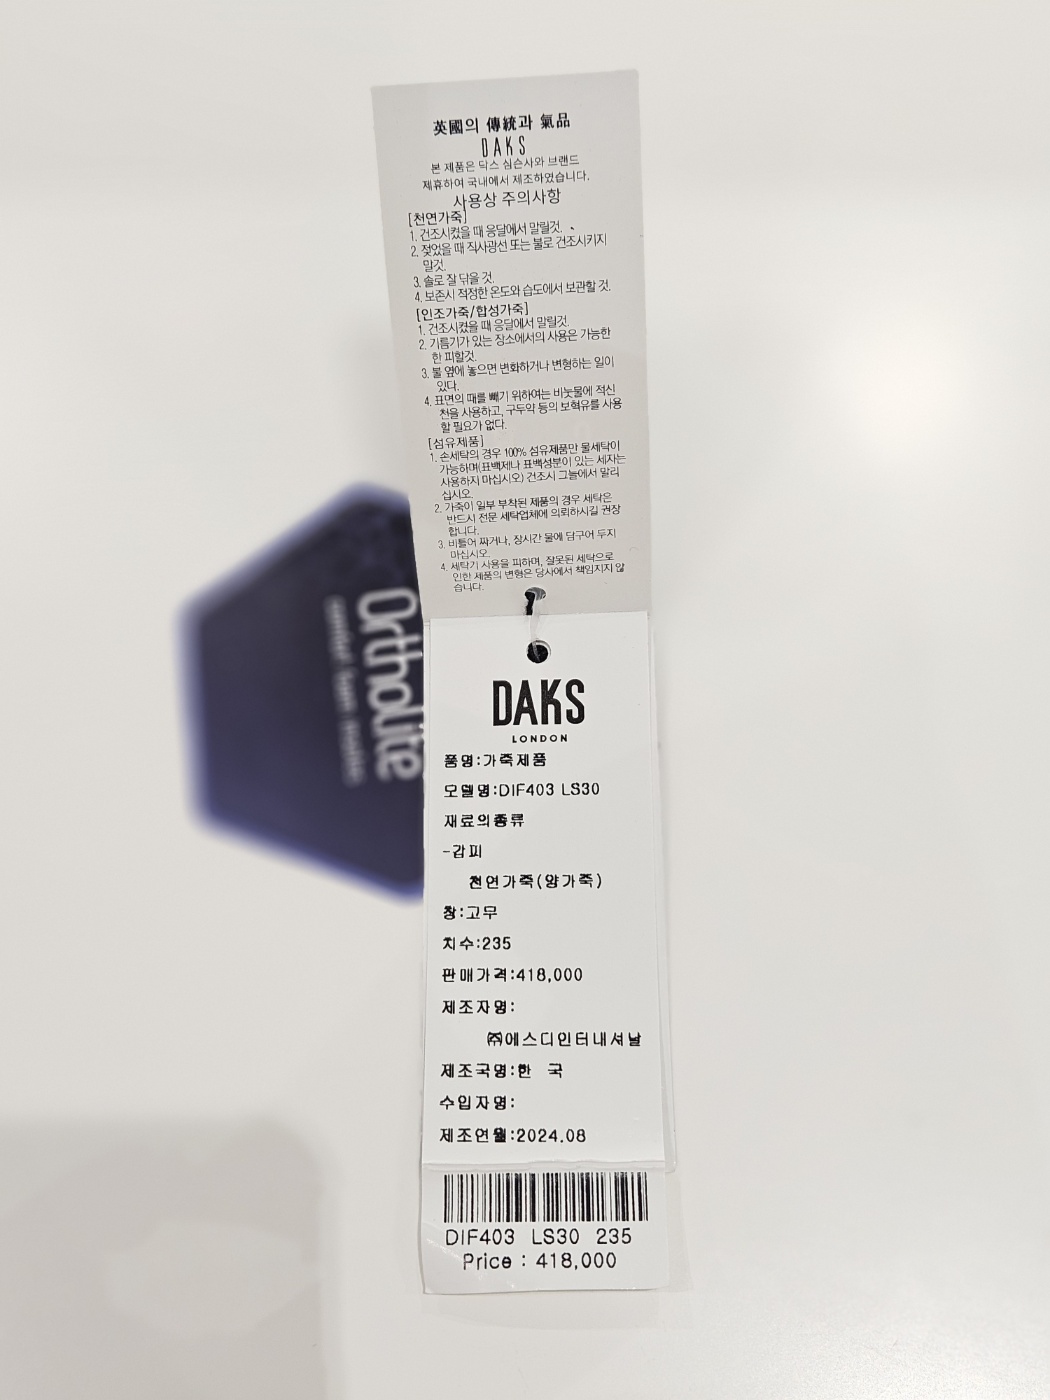 英國의 傳統과 氣品
DAKS
본 제품은 닥스 심슨사와 브랜드
제휴하여 국내에서 제조하였습니다.
사용상 주의사항
[천연가죽]
1. 건조시켰을 때 응달에서 말릴것.
2. 젖었을 때 직사광선 또는 불로 건조시키지
말것.
3. 솔로 잘 닦을 것.
4. 보존시 적정한 온도와 습도에서 보관할 것.
[인조가죽/합성가죽]
1. 건조시켰을 때 응달에서 말릴것.
2. 기름기가 있는 장소에서의 사용은 가능한
한 피할것.
3. 불 옆에 놓으면 변화하거나 변형하는 일이
있다.
4. 표면의 때를 빼기 위하여는 비눗물에 적신
천을 사용하고, 구두약 등의 보혁유를 사용
할 필요가 없다.
[섬유제품]
1. 손세탁의 경우 100% 섬유제품만 물세탁이
가능하며(표백제나 표백성분이 있는 세자는
사용하지 마십시오) 건조시 그늘에서 말리
십시오.
2. 가죽이 일부 부착된 제품의 경우 세탁은
반드시 전문 세탁업체에 의뢰하시길 권장
합니다.
3. 비틀어 짜거나, 장시간 물에 담구어 두지
마십시오.
4. 세탁기 사용을 피하며, 잘못된 세탁으로
인한 제품의 변형은 당사에서 책임지지 않
습니다.
Ortholite
DAKS
LONDON
품명:가죽제품
모델명:DIF403 LS30
재료의종류
-갑피
천연가죽(양가죽)
창:고무
치수:235
판매가격:418,000
제조자명:
㈜에스디인터내셔날
제조국명:한 국
수입자명:
제조연월:2024.08
DIF403 LS30 235
Price : 418,000